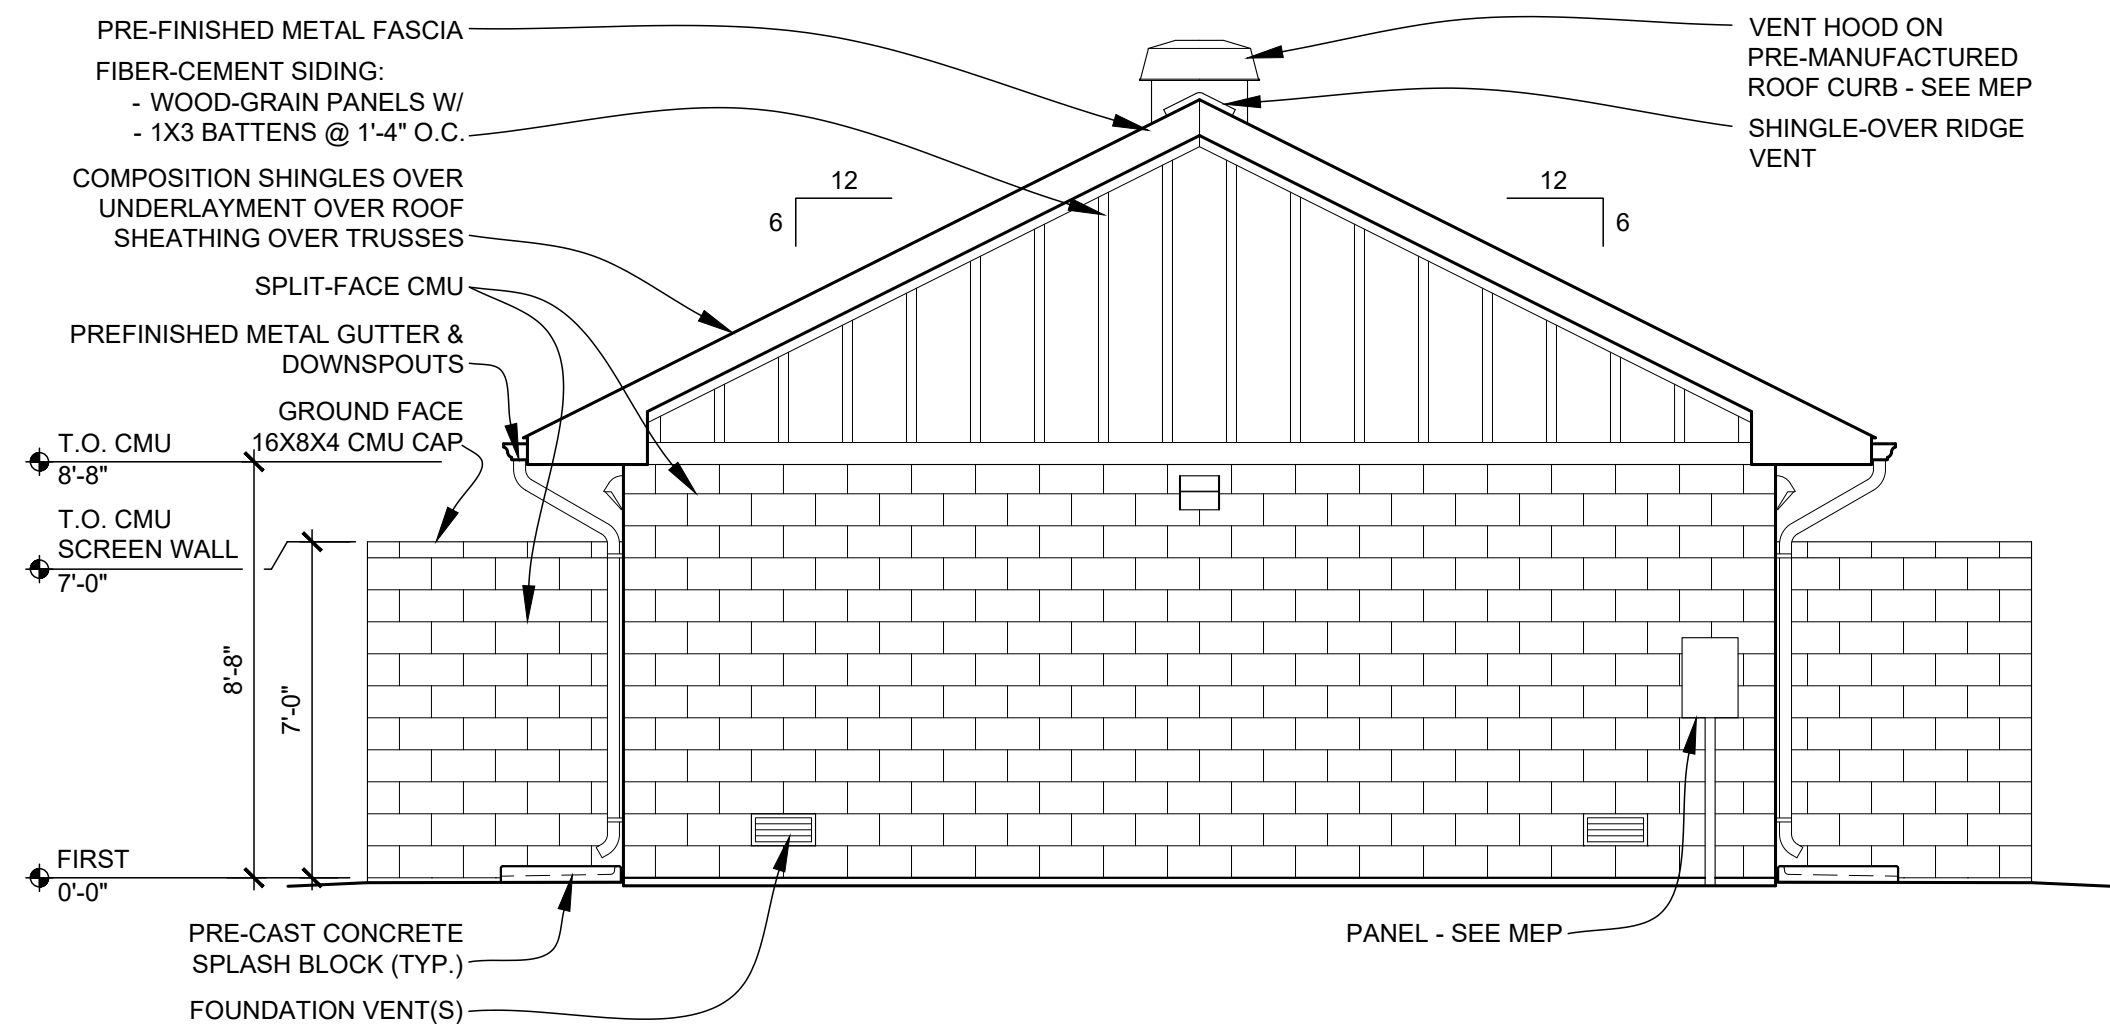 PRE-FINISHED METAL FASCIA
FIBER-CEMENT SIDING:
- WOOD-GRAIN PANELS W/
- 1X3 BATTENS @ 1'-4" O.C.
COMPOSITION SHINGLES OVER
UNDERLAYMENT OVER ROOF
SHEATHING OVER TRUSSES
SPLIT-FACE CMU
PREFINISHED METAL GUTTER &
DOWNSPOUTS
GROUND FACE
16X8X4 CMU CAP
T.O. CMU
8'-8"
T.O. CMU
SCREEN WALL
7'-0"
8'-8"
7'-0"
FIRST
0'-0"
PRE-CAST CONCRETE
SPLASH BLOCK (TYP.)
FOUNDATION VENT(S)
12
6
12
6
VENT HOOD ON
PRE-MANUFACTURED
ROOF CURB - SEE MEP
SHINGLE-OVER RIDGE
VENT
PANEL - SEE MEP